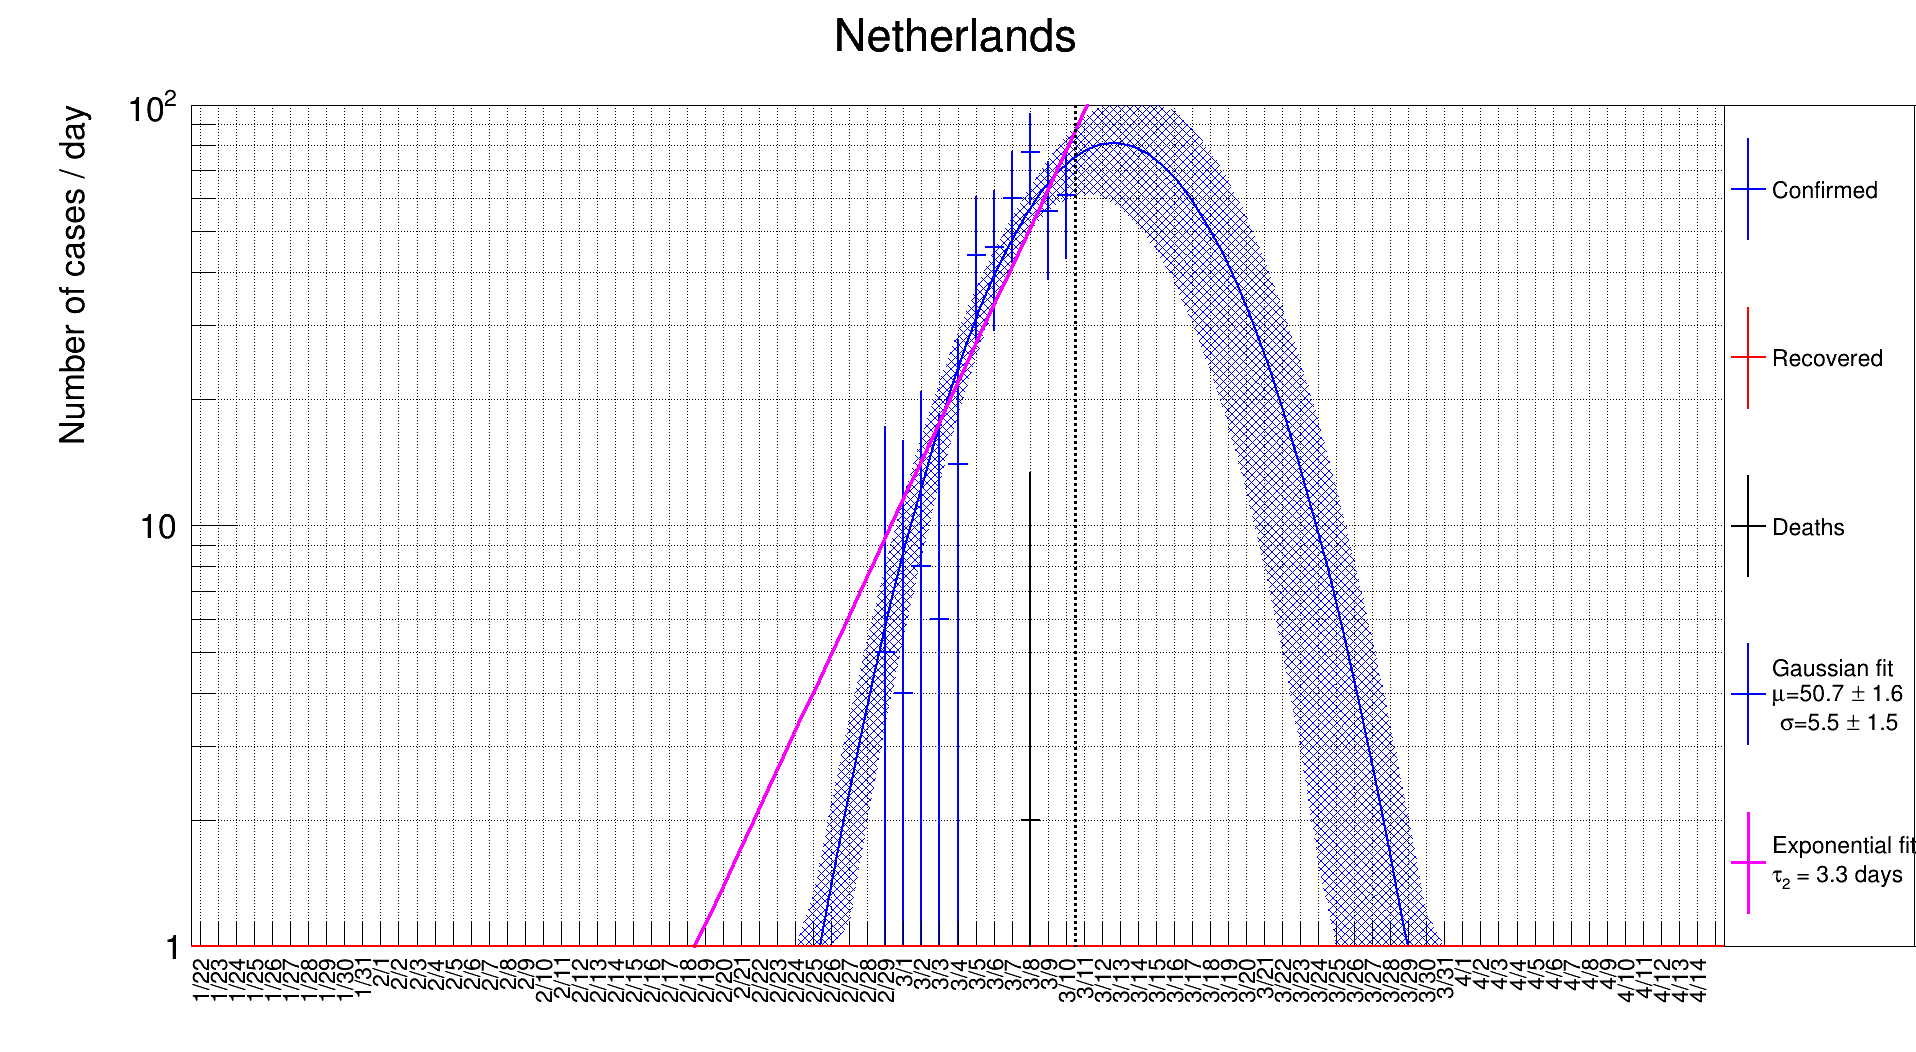 Netherlands
Number of cases / day
10²
10
1
1/22 1/23 1/24 1/25 1/26 1/27 1/28 1/29 1/30 1/31 2/1 2/2 2/3 2/4 2/5 2/6 2/7 2/8 2/9 2/10 2/11 2/12 2/13 2/14 2/15 2/16 2/17 2/18 2/19 2/20 2/21 2/22 2/23 2/24 2/25 2/26 2/27 2/28 2/29 3/1 3/2 3/3 3/4 3/5 3/6 3/7 3/8 3/9 3/10 3/11 3/12 3/13 3/14 3/15 3/16 3/17 3/18 3/19 3/20 3/21 3/22 3/23 3/24 3/25 3/26 3/27 3/28 3/29 3/30 3/31 4/1 4/2 4/3 4/4 4/5 4/6 4/7 4/8 4/9 4/10 4/11 4/12 4/13 4/14
Confirmed
Recovered
Deaths
Gaussian fit
μ=50.7 ± 1.6
σ=5.5 ± 1.5
Exponential fit
τ₂ = 3.3 days